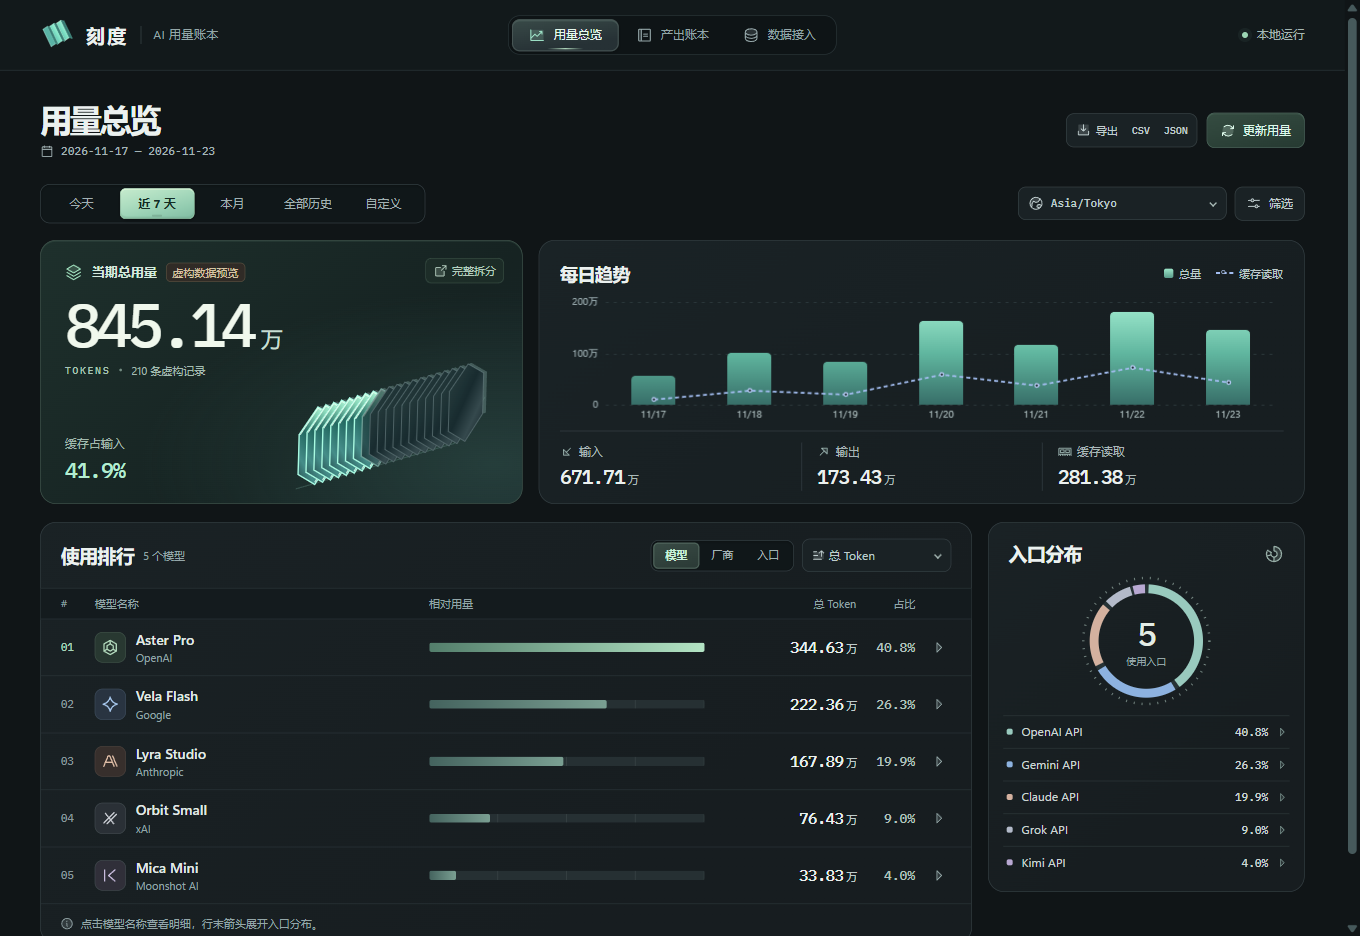 刻度
AI 用量账本
用量总览
产出账本
数据接入
本地运行
用量总览
2026-11-17 — 2026-11-23
导出 CSV JSON
更新用量
今天
近 7 天
本月
全部历史
自定义
Asia/Tokyo
筛选
当期总用量 虚构数据预览
完整拆分
845.14万
TOKENS • 210 条虚构记录
缓存占输入
41.9%
每日趋势
总量
缓存读取
200万
100万
0
11/17 11/18 11/19 11/20 11/21 11/22 11/23
输入
671.71万
输出
173.43万
缓存读取
281.38万
使用排行 5 个模型
模型 厂商 入口
总 Token
# 模型名称 相对用量 总 Token 占比
01 Aster Pro 344.63万 40.8%
OpenAI
02 Vela Flash 222.36万 26.3%
Google
03 Lyra Studio 167.89万 19.9%
Anthropic
04 Orbit Small 76.43万 9.0%
xAI
05 Mica Mini 33.83万 4.0%
Moonshot AI
点击模型名称查看明细，行末箭头展开入口分布。
入口分布
5
使用入口
OpenAI API 40.8%
Gemini API 26.3%
Claude API 19.9%
Grok API 9.0%
Kimi API 4.0%